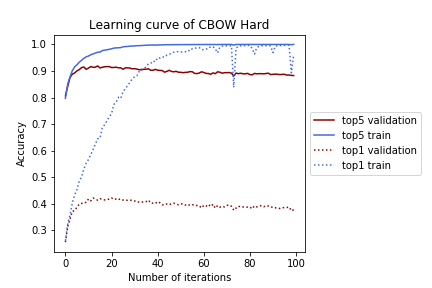 Learning curve of CBOW Hard
1.0
0.9
0.8
0.7
0.6
0.5
0.4
0.3
Accuracy
0 20 40 60 80 100
Number of iterations
top5 validation
top5 train
top1 validation
top1 train